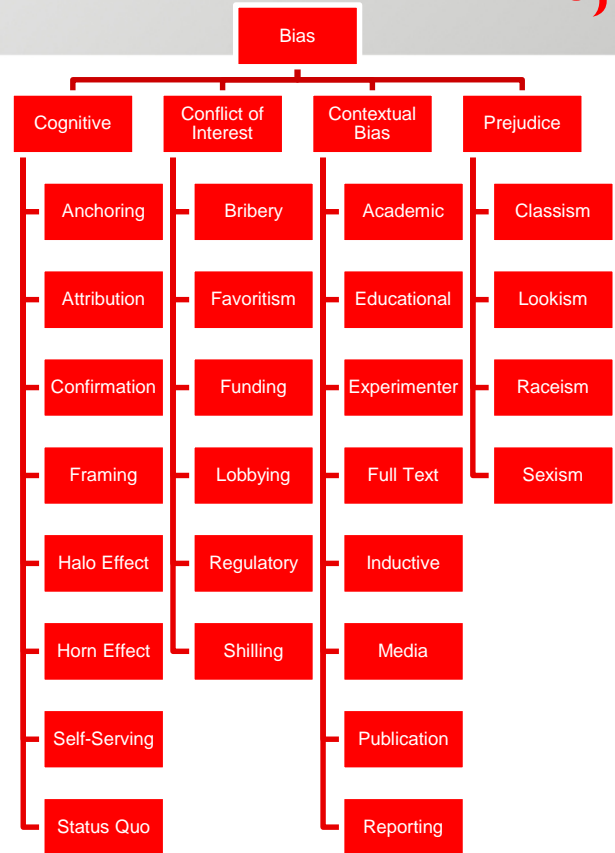 Bias
Cognitive
Conflict of
Interest
Contextual
Bias
Prejudice
Anchoring
Bribery
Academic
Classism
Attribution
Favoritism
Educational
Lookism
Confirmation
Funding
Experimenter
Raceism
Framing
Lobbying
Full Text
Sexism
Halo Effect
Regulatory
Inductive
Horn Effect
Shilling
Media
Self-Serving
Publication
Status Quo
Reporting